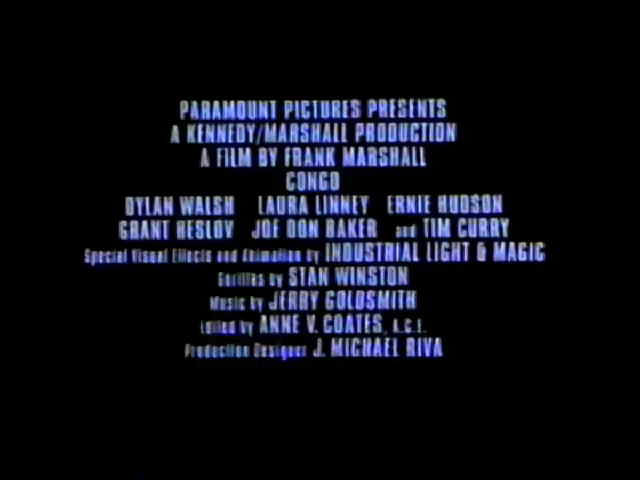 PARAMOUNT PICTURES PRESENTS
A KENNEDY/MARSHALL PRODUCTION
A FILM BY FRANK MARSHALL
CONGO
DYLAN WALSH LAURA LINNEY ERNIE HUDSON
GRANT HESLOV JOE DON BAKER and TIM CURRY
Special Visual Effects and Animation by INDUSTRIAL LIGHT & MAGIC
Gorillas by STAN WINSTON
Music by JERRY GOLDSMITH
Edited by ANNE V. COATES, A.C.E.
Production Designer J. MICHAEL RIVA